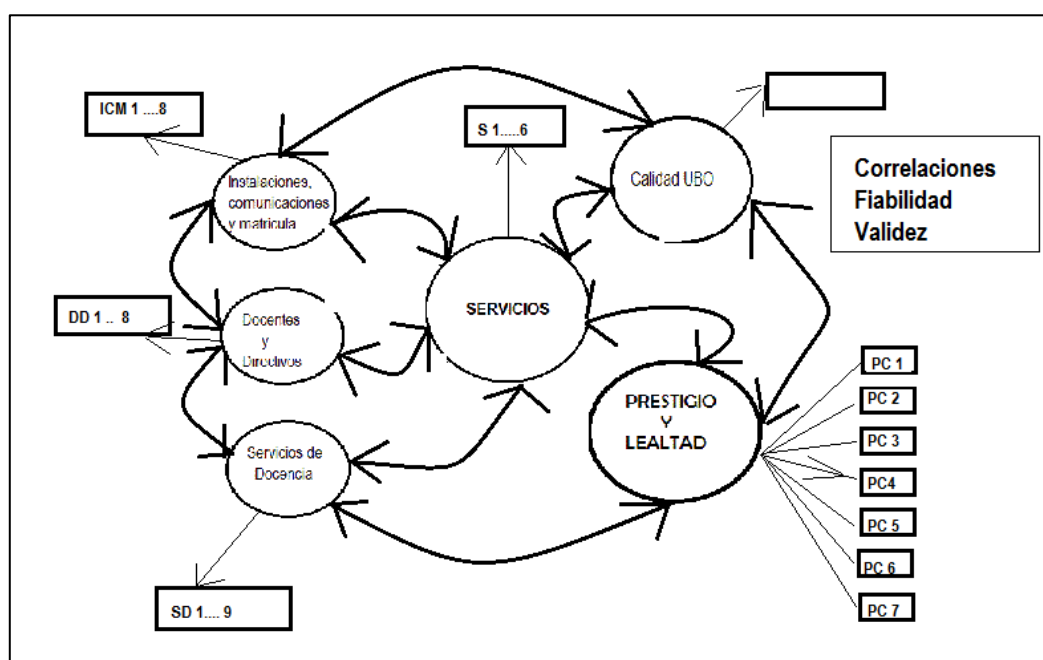 ICM 1 ....8
S 1.....6
Instalaciones,
comunicaciones
y matricula
Calidad UBO
Correlaciones
Fiabilidad
Validez
DD 1 .. 8
Docentes
y
Directivos
SERVICIOS
PRESTIGIO
Y
LEALTAD
PC 1
PC 2
PC 3
PC4
PC 5
PC 6
PC 7
Servicios de
Docencia
SD 1.... 9